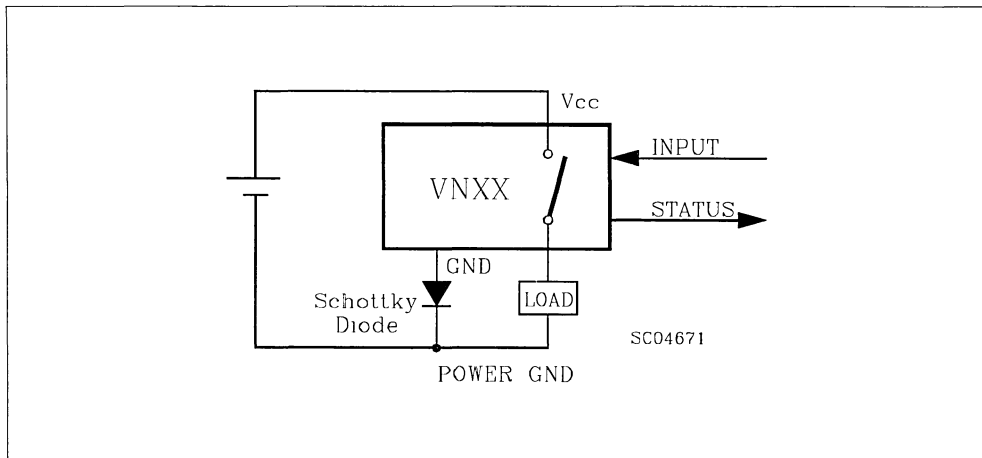 Vcc
INPUT
VNXX
STATUS
GND
Schottky
Diode
LOAD
SC04671
POWER GND